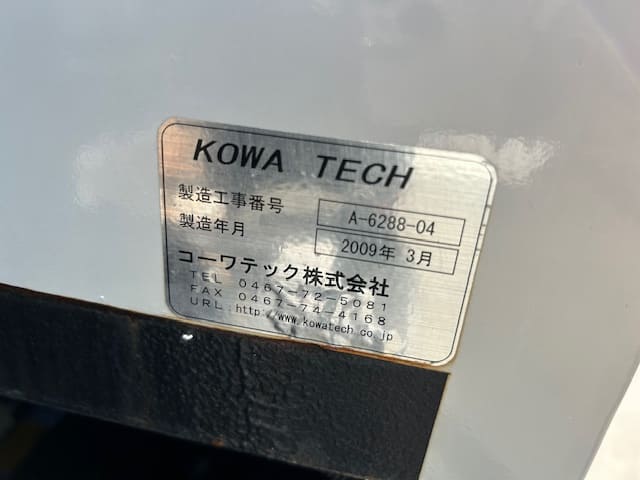 KOWA TECH
製造工事番号 A-6288-04
製造年月 2009年 3月
コーワテック株式会社
TEL 0467-72-5081
FAX 0467-74-4168
URL:http://www.kowatech.co.jp